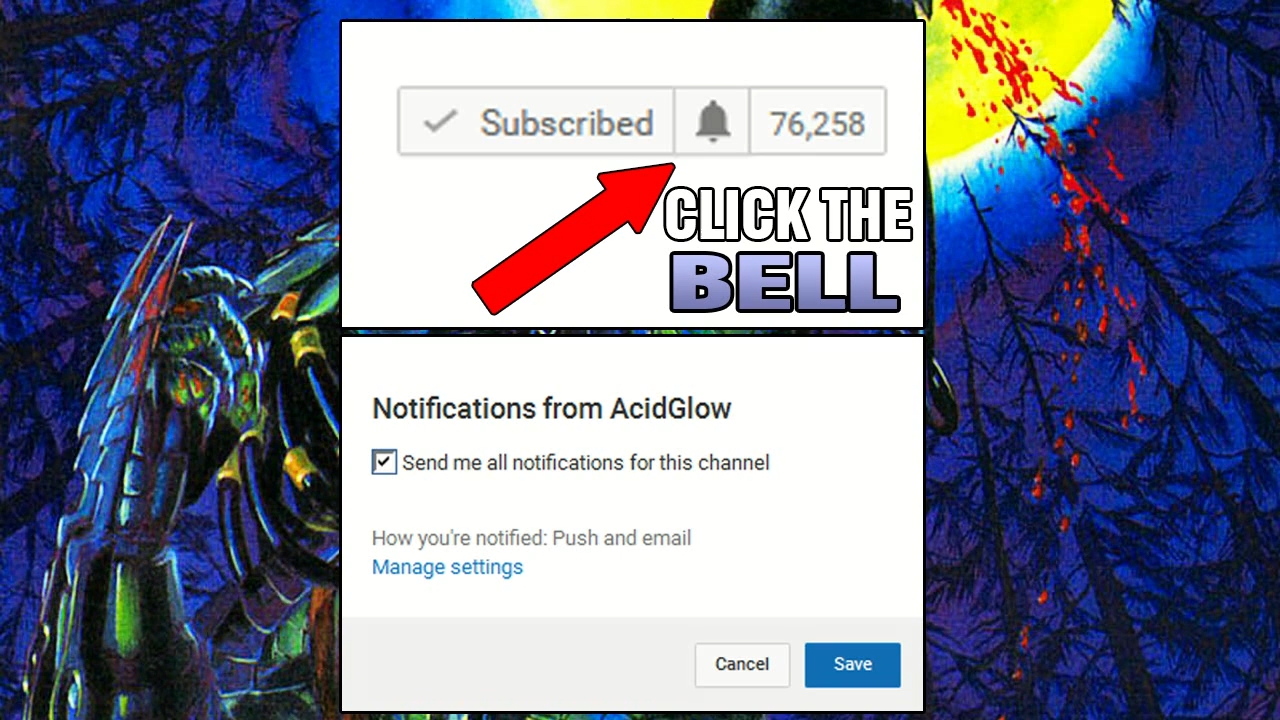 Subscribed 76,258
CLICK THE
BELL
Notifications from AcidGlow
Send me all notifications for this channel
How you're notified: Push and email
Manage settings
Cancel Save